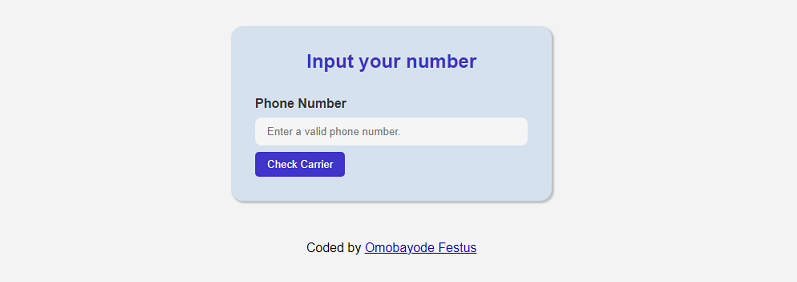 Input your number
Phone Number
Enter a valid phone number.
Check Carrier
Coded by Omobayode Festus